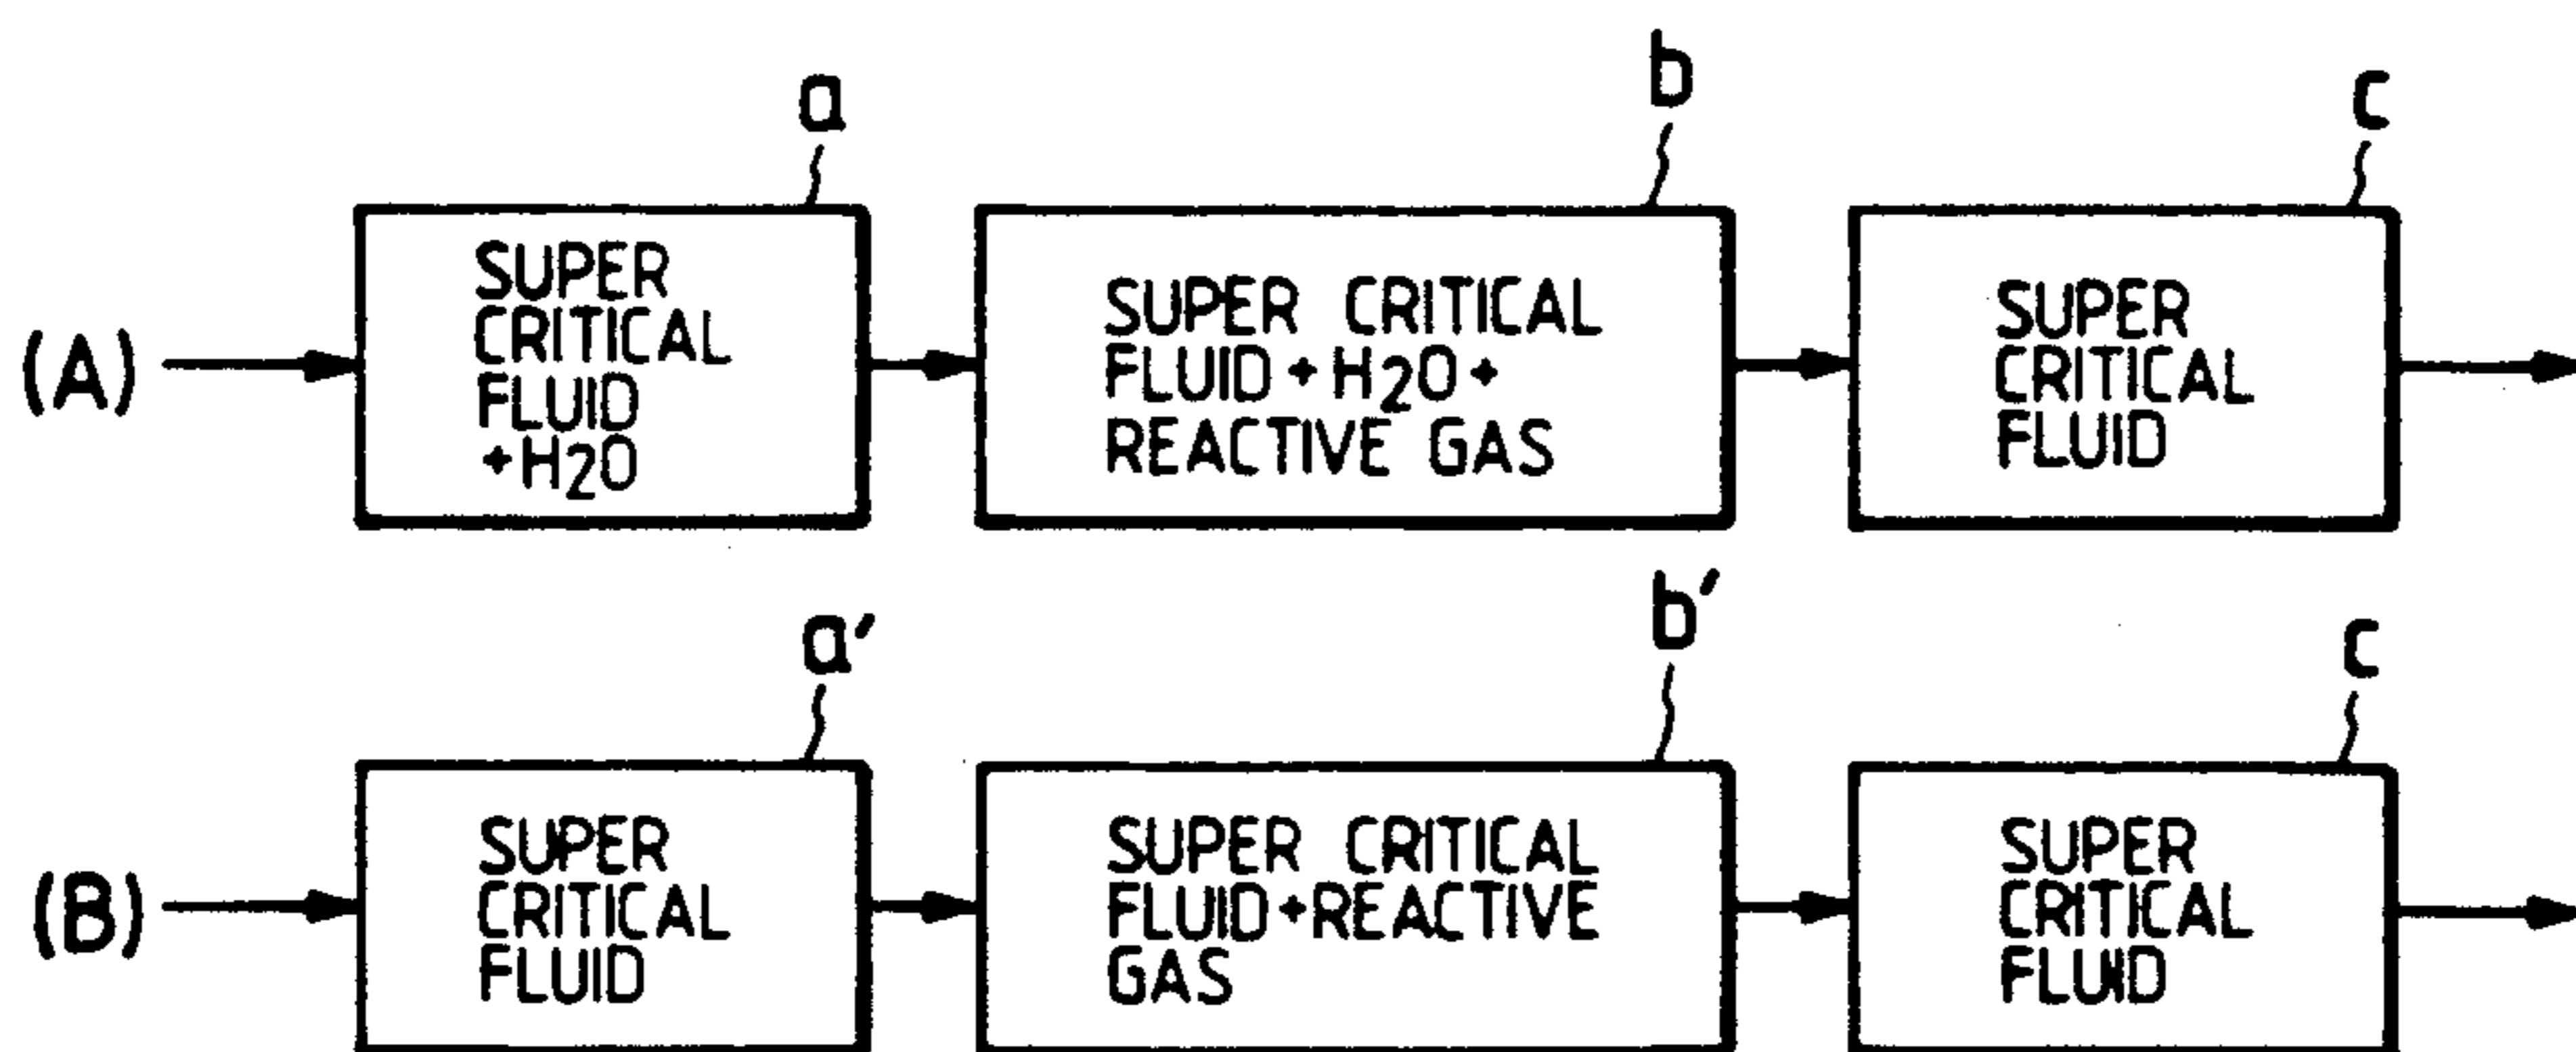 a
b
c
(A)
SUPER
CRITICAL
FLUID
+H2O
SUPER CRITICAL
FLUID+H2O+
REACTIVE GAS
SUPER
CRITICAL
FLUID
a'
b'
c
(B)
SUPER
CRITICAL
FLUID
SUPER CRITICAL
FLUID+REACTIVE
GAS
SUPER
CRITICAL
FLUID